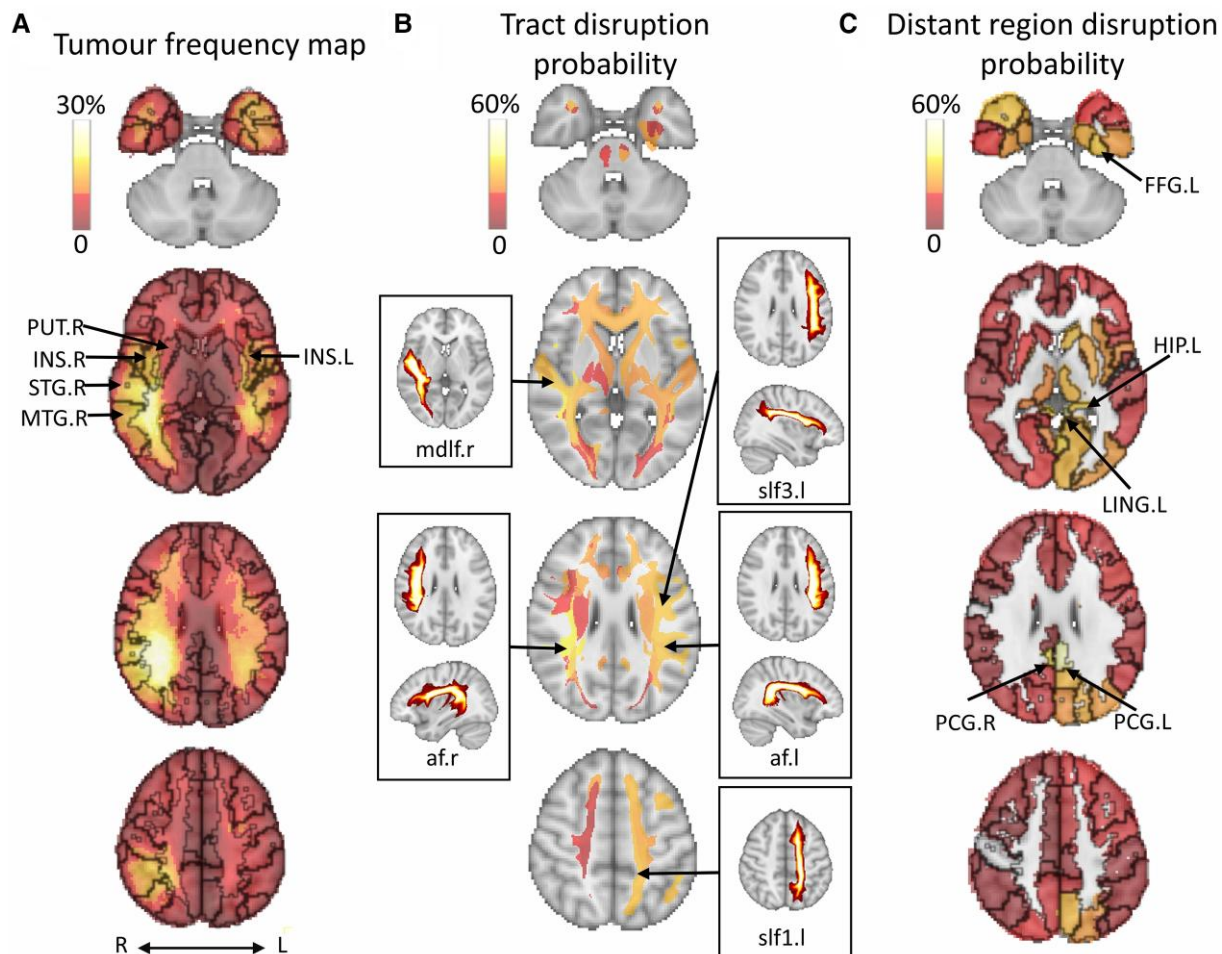 A
Tumour frequency map
30%
0
PUT.R
INS.R
STG.R
MTG.R
INS.L
R
L
B
Tract disruption
probability
60%
0
mdlf.r
slf3.l
af.r
af.l
slf1.l
C
Distant region disruption
probability
60%
0
FFG.L
HIP.L
LING.L
PCG.R
PCG.L